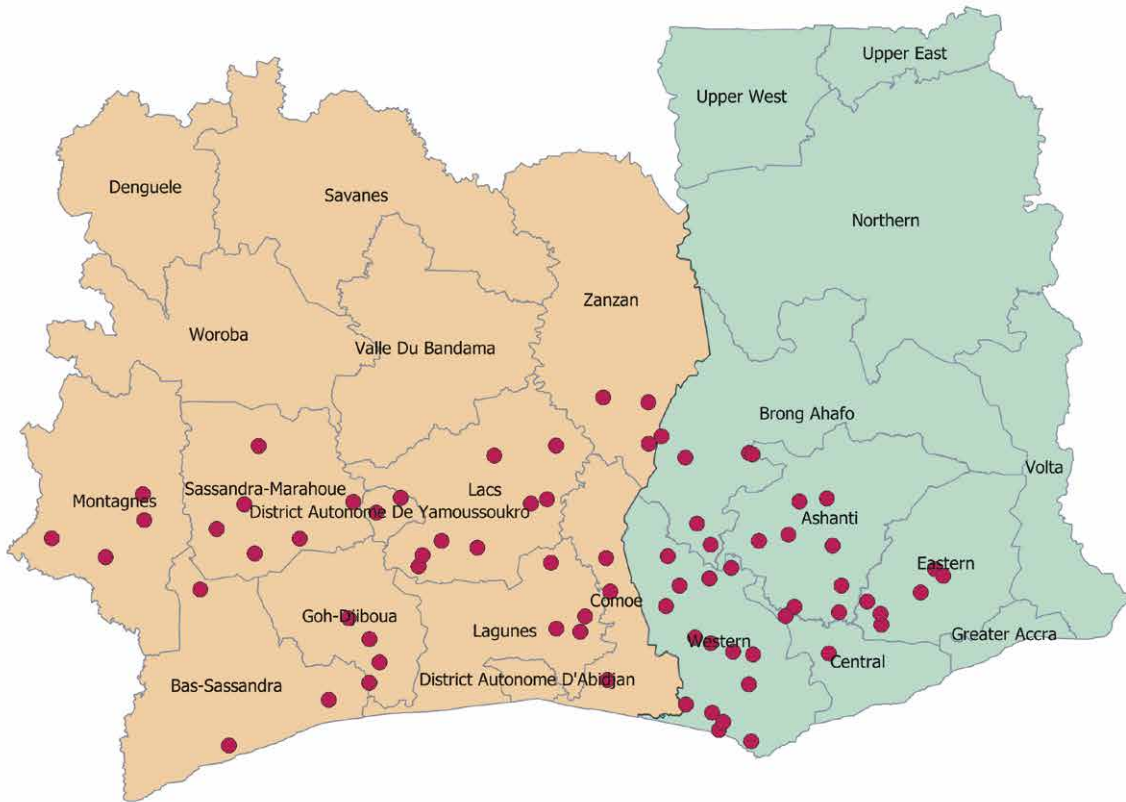 Upper East
Upper West
Denguele
Savanes
Northern
Zanzan
Woroba
Valle Du Bandama
Brong Ahafo
Volta
Sassandra-Marahoue
Lacs
Montagnes
District Autonome De Yamoussoukro
Ashanti
Eastern
Comoe
Goh-Djiboua
Lagunes
Western
Greater Accra
Central
District Autonome D'Abidjan
Bas-Sassandra